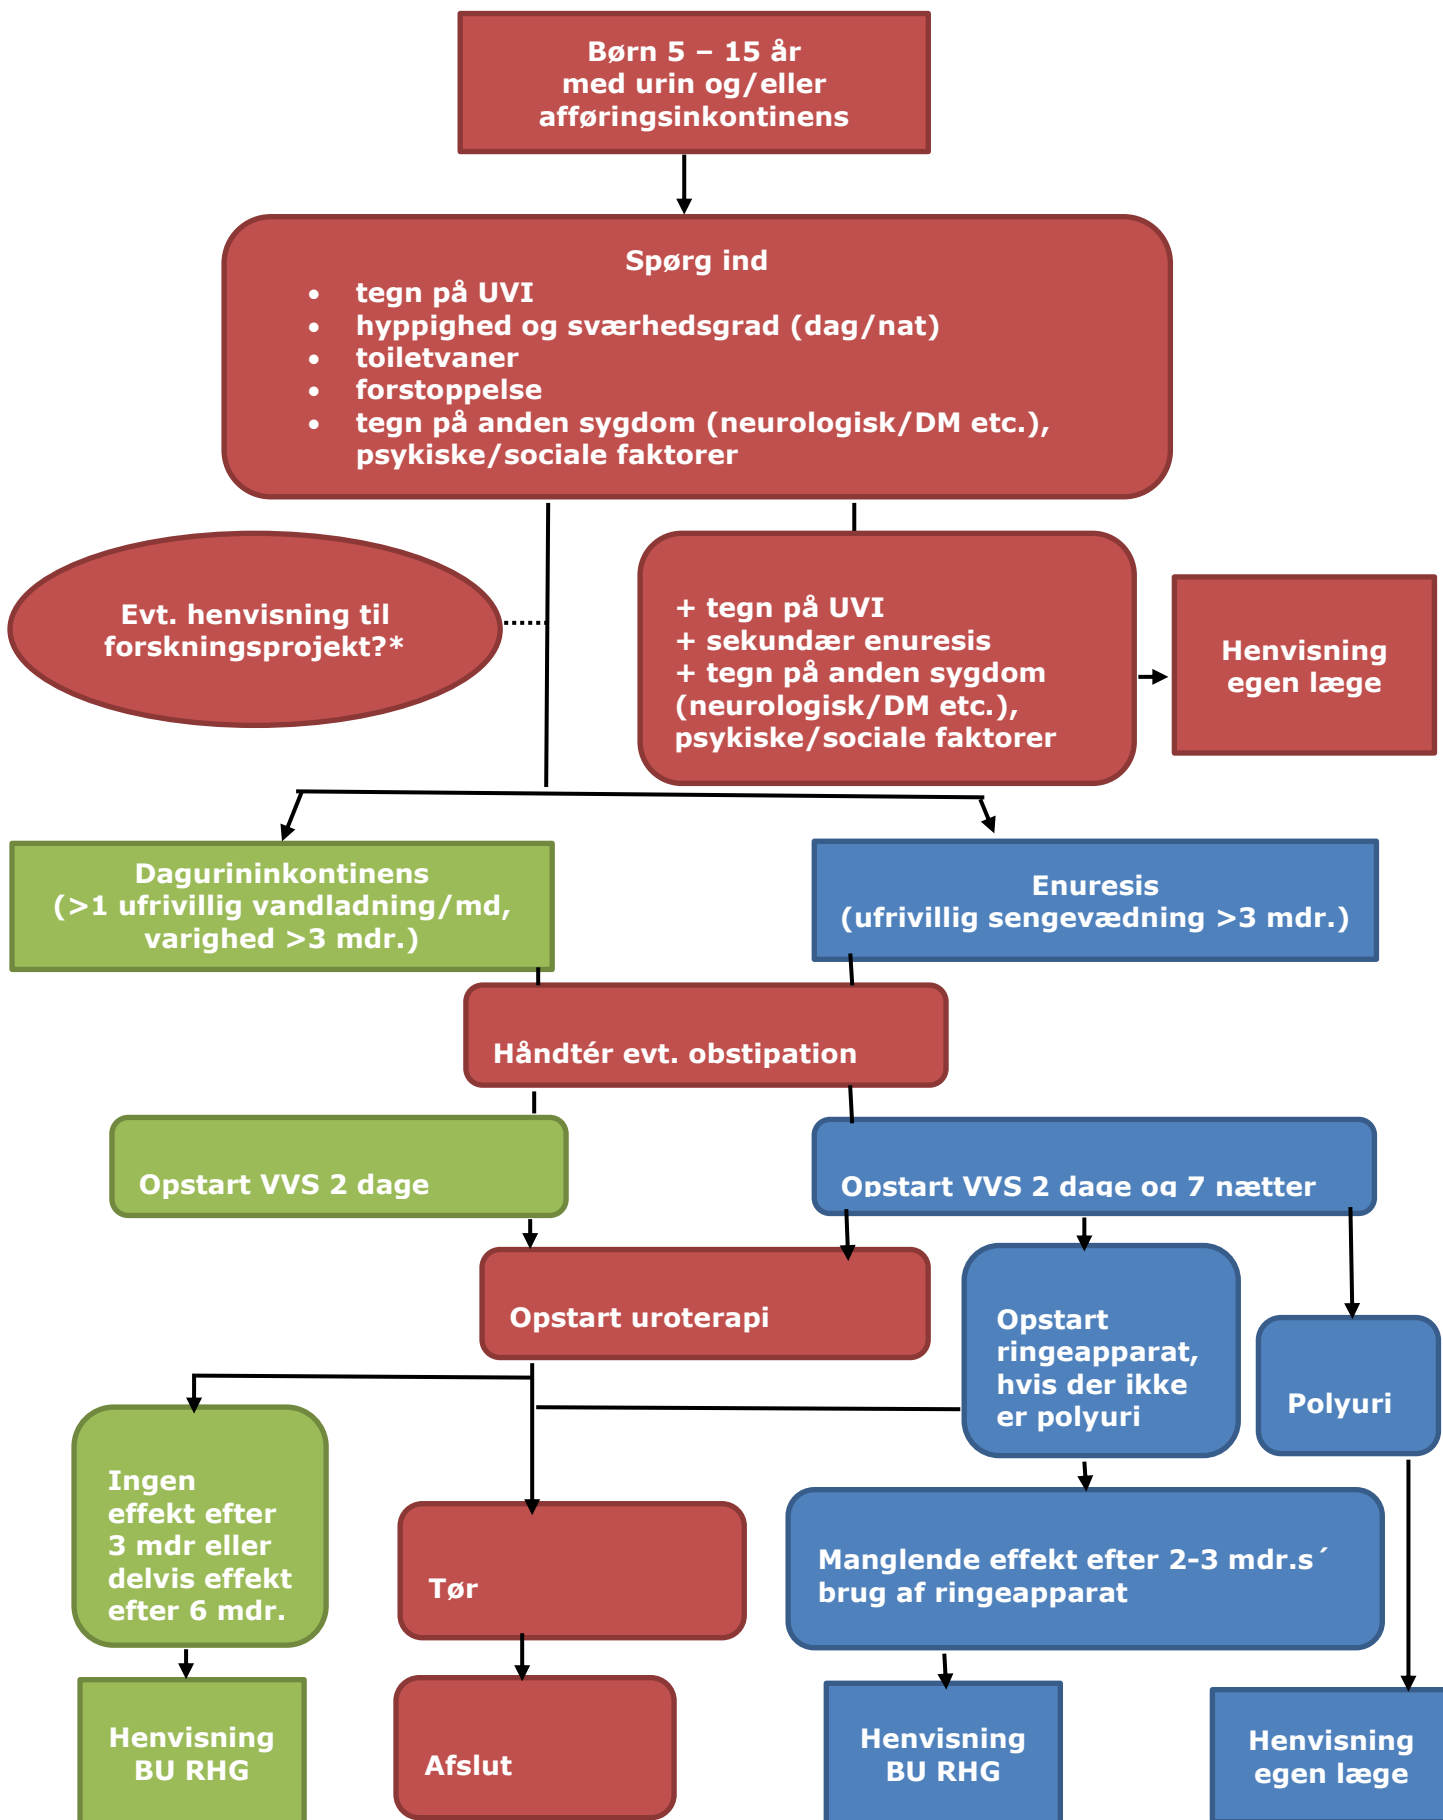 Børn 5 – 15 år
med urin og/eller
afføringsinkontinens
Spørg ind
• tegn på UVI
• hyppighed og sværhedsgrad (dag/nat)
• toiletvaner
• forstoppelse
• tegn på anden sygdom (neurologisk/DM etc.),
psykiske/sociale faktorer
Evt. henvisning til
forskningsprojekt?*
+ tegn på UVI
+ sekundær enuresis
+ tegn på anden sygdom
(neurologisk/DM etc.),
psykiske/sociale faktorer
Henvisning
egen læge
Dagurininkontinens
(>1 ufrivillig vandladning/md,
varighed >3 mdr.)
Enuresis
(ufrivillig sengevædning >3 mdr.)
Håndtér evt. obstipation
Opstart VVS 2 dage
Opstart VVS 2 dage og 7 nætter
Opstart uroterapi
Opstart
ringeapparat,
hvis der ikke
er polyuri
Polyuri
Ingen
effekt efter
3 mdr eller
delvis effekt
efter 6 mdr.
Tør
Manglende effekt efter 2–3 mdr.s´
brug af ringeapparat
Henvisning
BU RHG
Afslut
Henvisning
BU RHG
Henvisning
egen læge